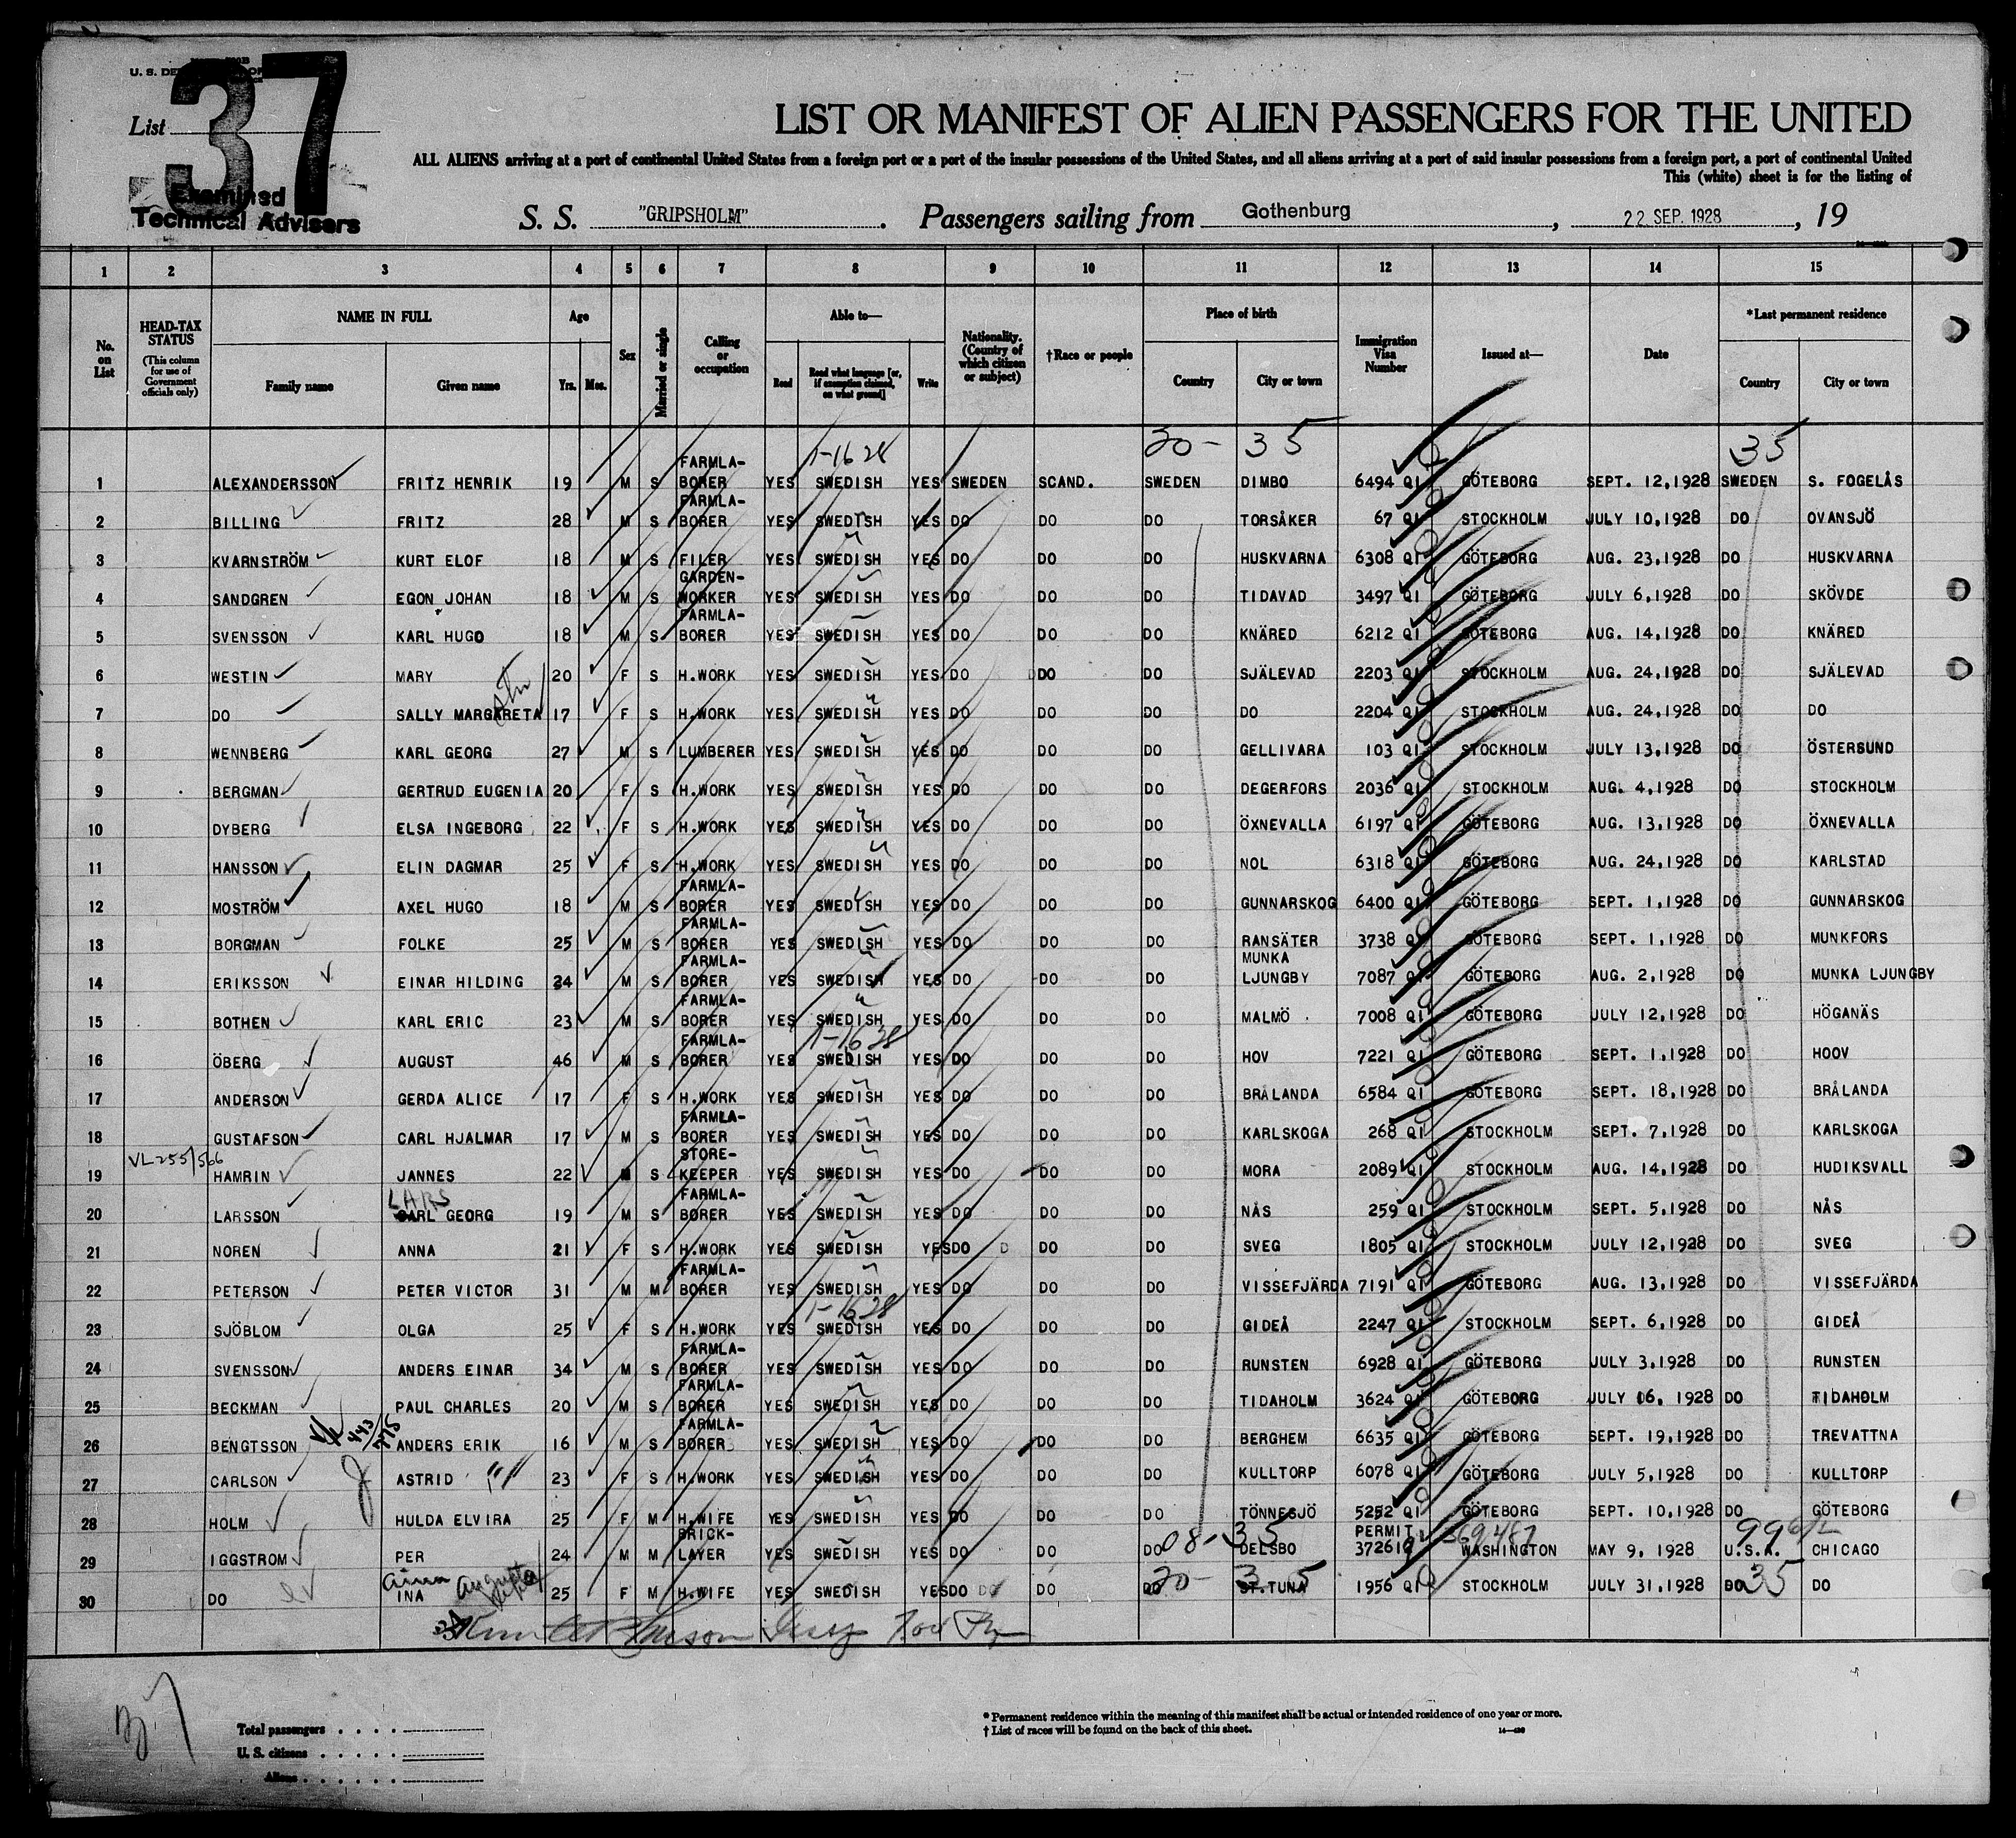 U. S. DE
List
37
Examined
Technical Advisers
LIST OR MANIFEST OF ALIEN PASSENGERS FOR THE UNITED
ALL ALIENS arriving at a port of continental United States from a foreign port or a port of the insular possessions of the United States, and all aliens arriving at a port of said insular possessions from a foreign port, a port of continental United
This (white) sheet is for the listing of
S. S. "GRIPSHOLM". Passengers sailing from Gothenburg, 22 SEP. 1928, 19
1 2 3 4 5 6 7 8 9 10 11 12 13 14 15
No. on List
HEAD-TAX STATUS (This column for use of Government officials only)
NAME IN FULL
Family name Given name
Age
Yrs. Mos.
Sex
Married or single
Calling or occupation
Able to—
Read Read what language [or, if exemption claimed, on what ground] Write
Nationality. (Country of which citizen or subject)
†Race or people
Place of birth
Country City or town
Immigration Visa Number
Issued at—
Date
*Last permanent residence
Country City or town
1-1628 30- 35 35
1 ALEXANDERSSON FRITZ HENRIK 19 M S FARMLA-BORER YES SWEDISH YES SWEDEN SCAND. SWEDEN DIMBO 6494 QI GÖTEBORG SEPT. 12,1928 SWEDEN S. FOGELÅS
2 BILLING FRITZ 28 M S FARMLA-BORER YES SWEDISH YES DO DO DO TORSÅKER 67 QI STOCKHOLM JULY 10,1928 DO OVANSJÖ
3 KVARNSTRÖM KURT ELOF 18 M S FILER YES SWEDISH YES DO DO DO HUSKVARNA 6308 QI GÖTEBORG AUG. 23,1928 DO HUSKVARNA
4 SANDGREN EGON JOHAN 18 M S GARDEN-WORKER YES SWEDISH YES DO DO DO TIDAVAD 3497 QI GÖTEBORG JULY 6,1928 DO SKÖVDE
5 SVENSSON KARL HUGO 18 M S FARMLA-BORER YES SWEDISH YES DO DO DO KNÄRED 6212 QI GÖTEBORG AUG. 14,1928 DO KNÄRED
6 WESTIN MARY 20 F S H.WORK YES SWEDISH YES DO DO DO SJÄLEVAD 2203 QI STOCKHOLM AUG. 24,1928 DO SJÄLEVAD
7 DO SALLY MARGARETA 17 F S H.WORK YES SWEDISH YES DO DO DO DO 2204 QI STOCKHOLM AUG. 24,1928 DO DO
8 WENNBERG KARL GEORG 27 M S LUMBERER YES SWEDISH YES DO DO DO GELLIVARA 103 QI STOCKHOLM JULY 13,1928 DO ÖSTERSUND
9 BERGMAN GERTRUD EUGENIA 20 F S H.WORK YES SWEDISH YES DO DO DO DEGERFORS 2036 QI STOCKHOLM AUG. 4,1928 DO STOCKHOLM
10 DYBERG ELSA INGEBORG 22 F S H.WORK YES SWEDISH YES DO DO DO ÖXNEVALLA 6197 QI GÖTEBORG AUG. 13,1928 DO ÖXNEVALLA
11 HANSSON ELIN DAGMAR 25 F S H.WORK YES SWEDISH YES DO DO DO NOL 6318 QI GÖTEBORG AUG. 24,1928 DO KARLSTAD
12 MOSTRÖM AXEL HUGO 18 M S FARMLA-BORER YES SWEDISH YES DO DO DO GUNNARSKOG 6400 QI GÖTEBORG SEPT. 1,1928 DO GUNNARSKOG
13 BORGMAN FOLKE 25 M S FARMLA-BORER YES SWEDISH YES DO DO DO RANSÄTER 3738 QI GÖTEBORG SEPT. 1,1928 DO MUNKFORS
14 ERIKSSON EINAR HILDING 24 M S FARMLA-BORER YES SWEDISH YES DO DO DO MUNKA LJUNGBY 7087 QI GÖTEBORG AUG. 2,1928 DO MUNKA LJUNGBY
15 BOTHEN KARL ERIC 23 M S FARMLA-BORER YES SWEDISH YES DO DO DO MALMÖ 7008 QI GÖTEBORG JULY 12,1928 DO HÖGANÄS
1-1628
16 ÖBERG AUGUST 46 M S FARMLA-BORER YES SWEDISH YES DO DO DO HOV 7221 QI GÖTEBORG SEPT. 1,1928 DO HOOV
17 ANDERSON GERDA ALICE 17 F S H.WORK YES SWEDISH YES DO DO DO BRÅLANDA 6584 QI GÖTEBORG SEPT. 18,1928 DO BRÅLANDA
18 GUSTAFSON CARL HJALMAR 17 M S FARMLA-BORER YES SWEDISH YES DO DO DO KARLSKOGA 268 QI STOCKHOLM SEPT. 7,1928 DO KARLSKOGA
VL255/566
19 HAMRIN JANNES 22 M S STORE-KEEPER YES SWEDISH YES DO DO DO MORA 2089 QI STOCKHOLM AUG. 14,1928 DO HUDIKSVALL
LARS
20 LARSSON CARL GEORG 19 M S FARMLA-BORER YES SWEDISH YES DO DO DO NÅS 259 QI STOCKHOLM SEPT. 5,1928 DO NÅS
21 NOREN ANNA 21 F S H.WORK YES SWEDISH YES DO DO DO SVEG 1805 QI STOCKHOLM JULY 12,1928 DO SVEG
22 PETERSON PETER VICTOR 31 M M FARMLA-BORER YES SWEDISH YES DO DO DO VISSEFJÄRDA 7191 QI GÖTEBORG AUG. 13,1928 DO VISSEFJÄRDA
1-1628
23 SJÖBLOM OLGA 25 F S H.WORK YES SWEDISH YES DO DO DO GIDEÅ 2247 QI STOCKHOLM SEPT. 6,1928 DO GIDEÅ
24 SVENSSON ANDERS EINAR 34 M S FARMLA-BORER YES SWEDISH YES DO DO DO RUNSTEN 6928 QI GÖTEBORG JULY 3,1928 DO RUNSTEN
25 BECKMAN PAUL CHARLES 20 M S FARMLA-BORER YES SWEDISH YES DO DO DO TIDAHOLM 3624 QI GÖTEBORG JULY 16, 1928 DO TIDAHOLM
26 BENGTSSON ANDERS ERIK 16 M S FARMLA-BORER YES SWEDISH YES DO DO DO BERGHEM 6635 QI GÖTEBORG SEPT. 19,1928 DO TREVATTNA
27 CARLSON ASTRID 23 F S H.WORK YES SWEDISH YES DO DO DO KULLTORP 6078 QI GÖTEBORG JULY 5,1928 DO KULLTORP
28 HOLM HULDA ELVIRA 25 F M H.WIFE YES SWEDISH YES DO DO DO TÖNNESJÖ 5252 QI GÖTEBORG SEPT. 10,1928 DO GÖTEBORG
08-35 369487
29 IGGSTROM PER 24 M M BRICK-LAYER YES SWEDISH YES DO DO DO DELSBO PERMIT 372616 WASHINGTON MAY 9, 1928 U.S.A. CHICAGO
Aina Augusta 20- 35 35
30 DO INA 25 F M H.WIFE YES SWEDISH YES DO DO DO ST.TUNA 1956 QI STOCKHOLM JULY 31,1928 DO DO
Total passengers . . . .
U. S. citizens . . . . .
Aliens . . . . . .
* Permanent residence within the meaning of this manifest shall be actual or intended residence of one year or more.
† List of races will be found on the back of this sheet.